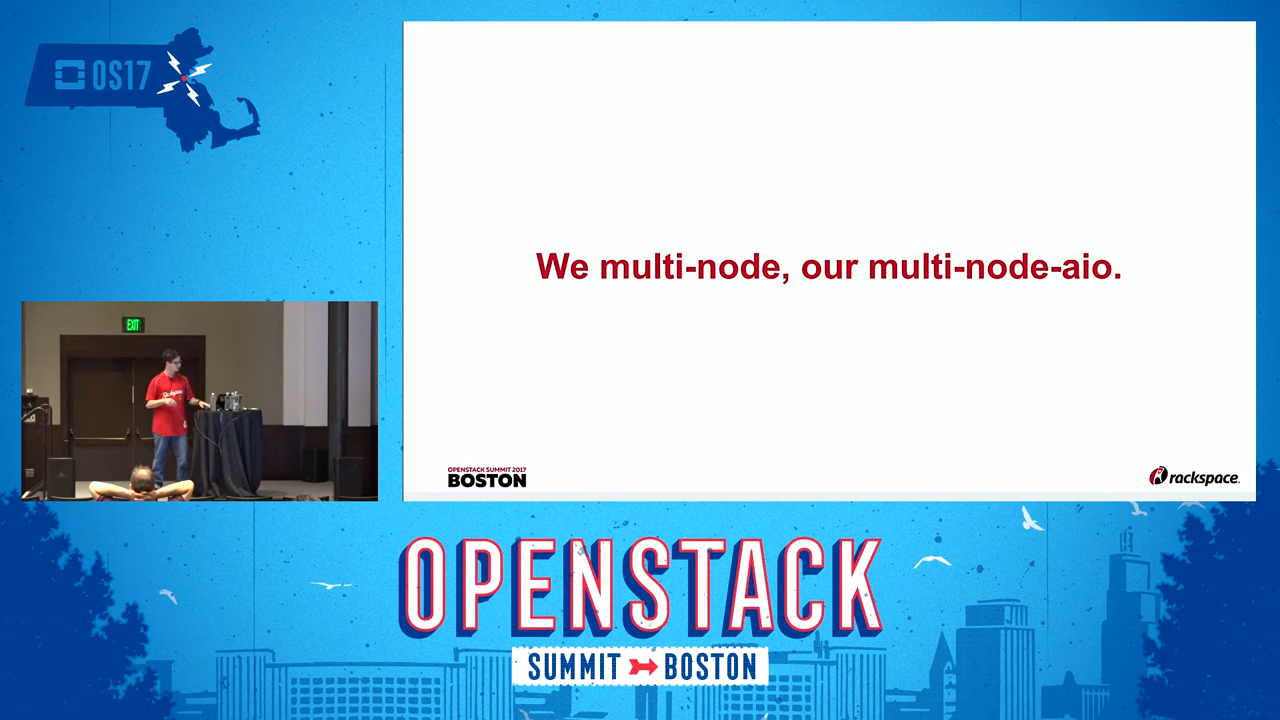 OS17
We multi-node, our multi-node-aio.
EXIT
OPENSTACK SUMMIT 2017
BOSTON
rackspace.
OPENSTACK
SUMMIT BOSTON